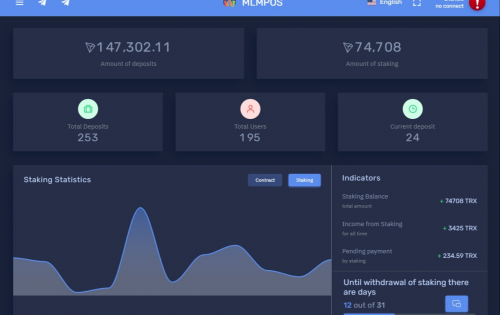 MLMPOS
English
no connect
147.302.11
Amount of deposits
74,708
Amount of staking
Total Deposits
253
Total Users
195
Current deposit
24
Staking Statistics
Contract
Staking
Indicators
Staking Balance
total amount
+ 74708 TRX
Income from Staking
for all time
+ 3425 TRX
Pending payment
by staking
+ 234.59 TRX
Until withdrawal of staking there
are days
12 out of 31